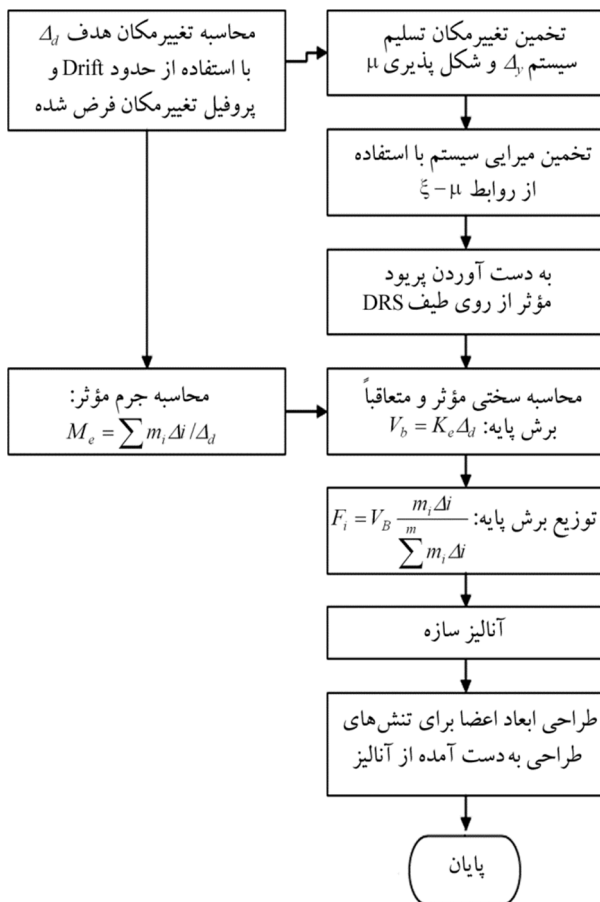 محاسبه تغییرمکان هدف Δd
با استفاده از حدود Drift و
پروفیل تغییرمکان فرض شده
تخمین تغییرمکان تسلیم
سیستم Δy و شکل پذیری μ
تخمین میرایی سیستم با استفاده
از روابط ξ – μ
به دست آوردن پریود
مؤثر از روی طیف DRS
محاسبه جرم مؤثر:
Me = ∑ mi Δi / Δd
محاسبه سختی مؤثر و متعاقباً
برش پایه: Vb = Ke Δd
توزیع برش پایه: Fi = VB mi Δi / ∑m mi Δi
آنالیز سازه
طراحی ابعاد اعضا برای تنش‌های
طراحی به دست آمده از آنالیز
پایان